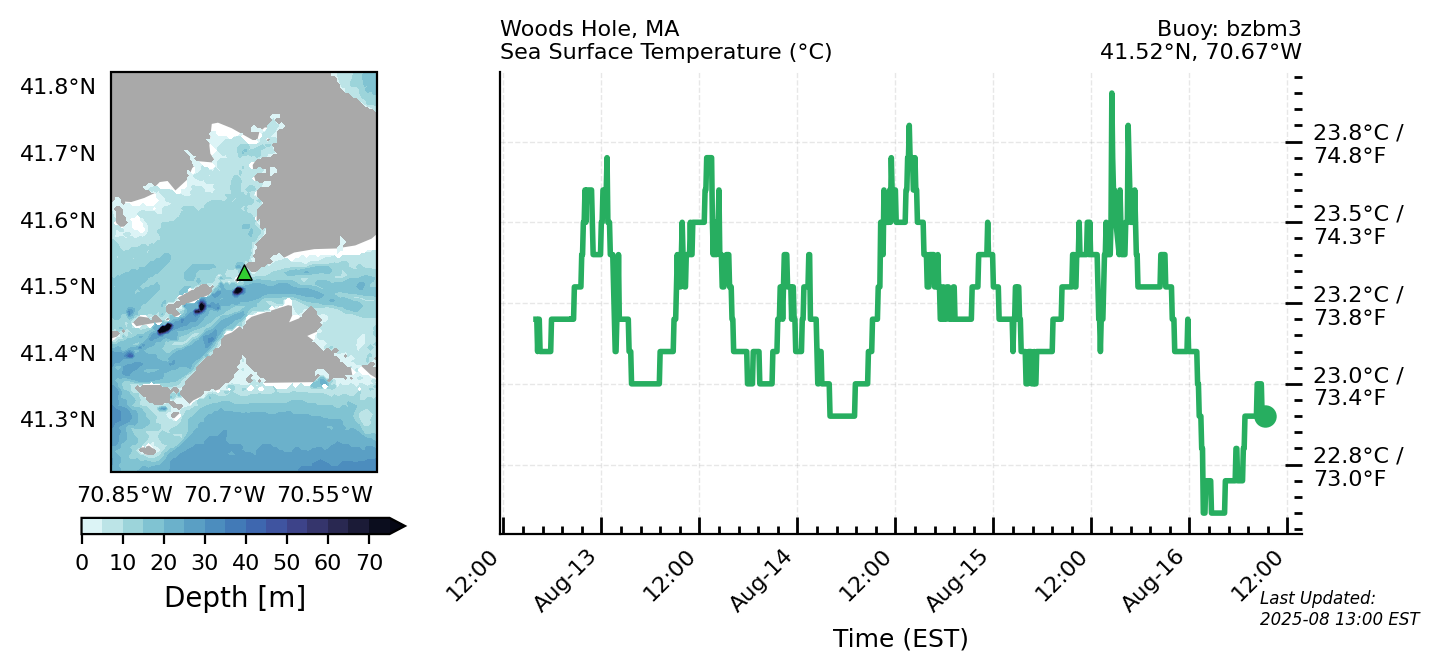 Woods Hole, MA
Sea Surface Temperature (°C)
Buoy: bzbm3
41.52°N, 70.67°W
41.8°N
41.7°N
41.6°N
41.5°N
41.4°N
41.3°N
70.85°W 70.7°W 70.55°W
0 10 20 30 40 50 60 70
Depth [m]
23.8°C /
74.8°F
23.5°C /
74.3°F
23.2°C /
73.8°F
23.0°C /
73.4°F
22.8°C /
73.0°F
12:00 Aug-13 12:00 Aug-14 12:00 Aug-15 12:00 Aug-16 12:00
Time (EST)
Last Updated:
2025-08 13:00 EST